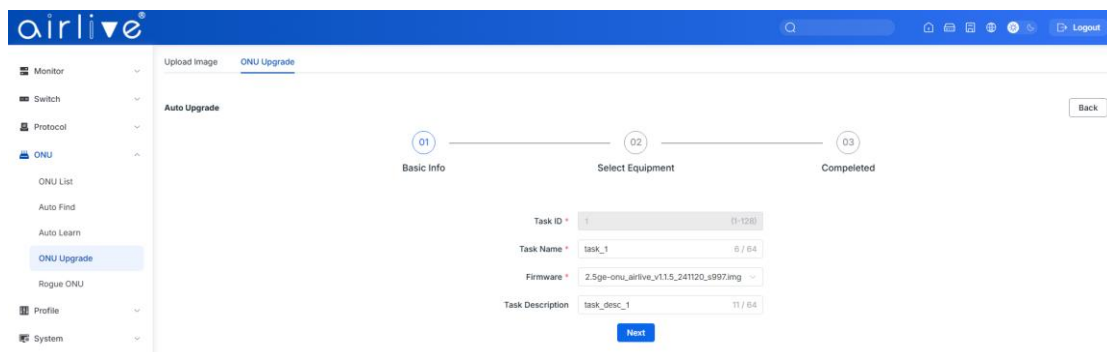 airlive®
Logout
Monitor
Switch
Protocol
ONU
ONU List
Auto Find
Auto Learn
ONU Upgrade
Rogue ONU
Profile
System
Upload Image ONU Upgrade
Auto Upgrade Back
01 02 03
Basic Info Select Equipment Compeleted
Task ID * 1 (1-128)
Task Name * task_1 6 / 64
Firmware * 2.5ge-onu_airlive_v1.1.5_241120_s997.img
Task Description task_desc_1 11 / 64
Next